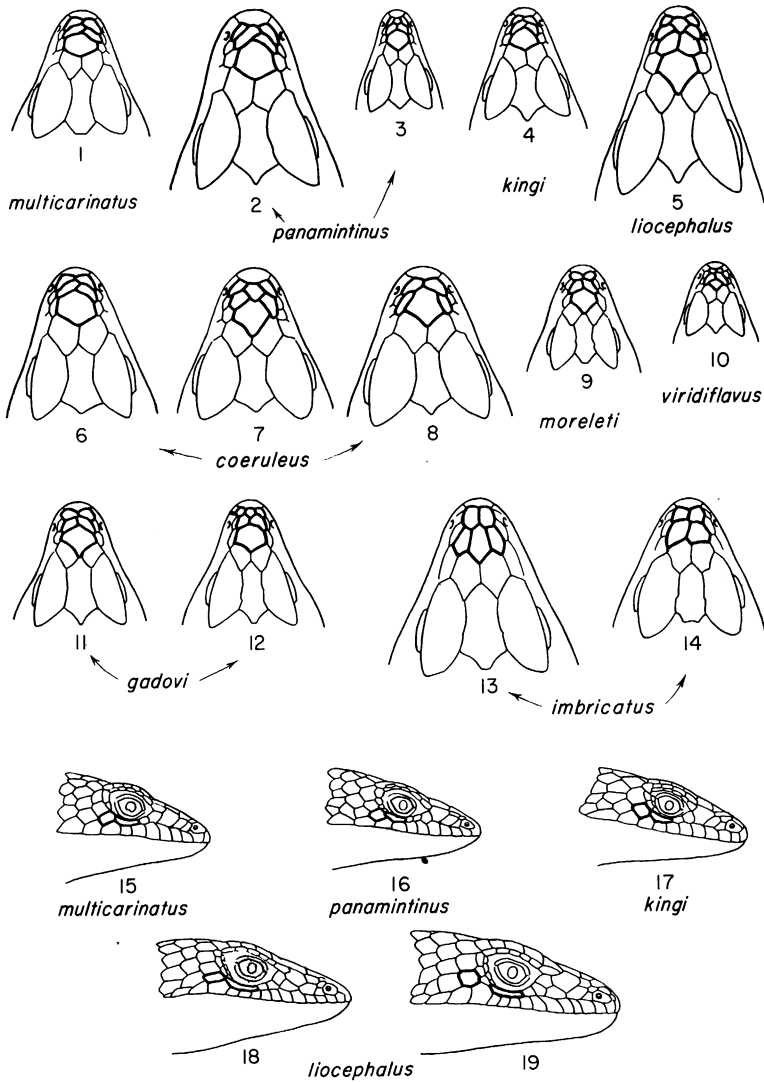 1
2
3
4
5
multicarinatus
panamintinus
kingi
liocephalus
6
7
8
9
10
coeruleus
moreleti
viridiflavus
11
12
13
14
gadovi
imbricatus
15
16
17
multicarinatus
panamintinus
kingi
18
19
liocephalus